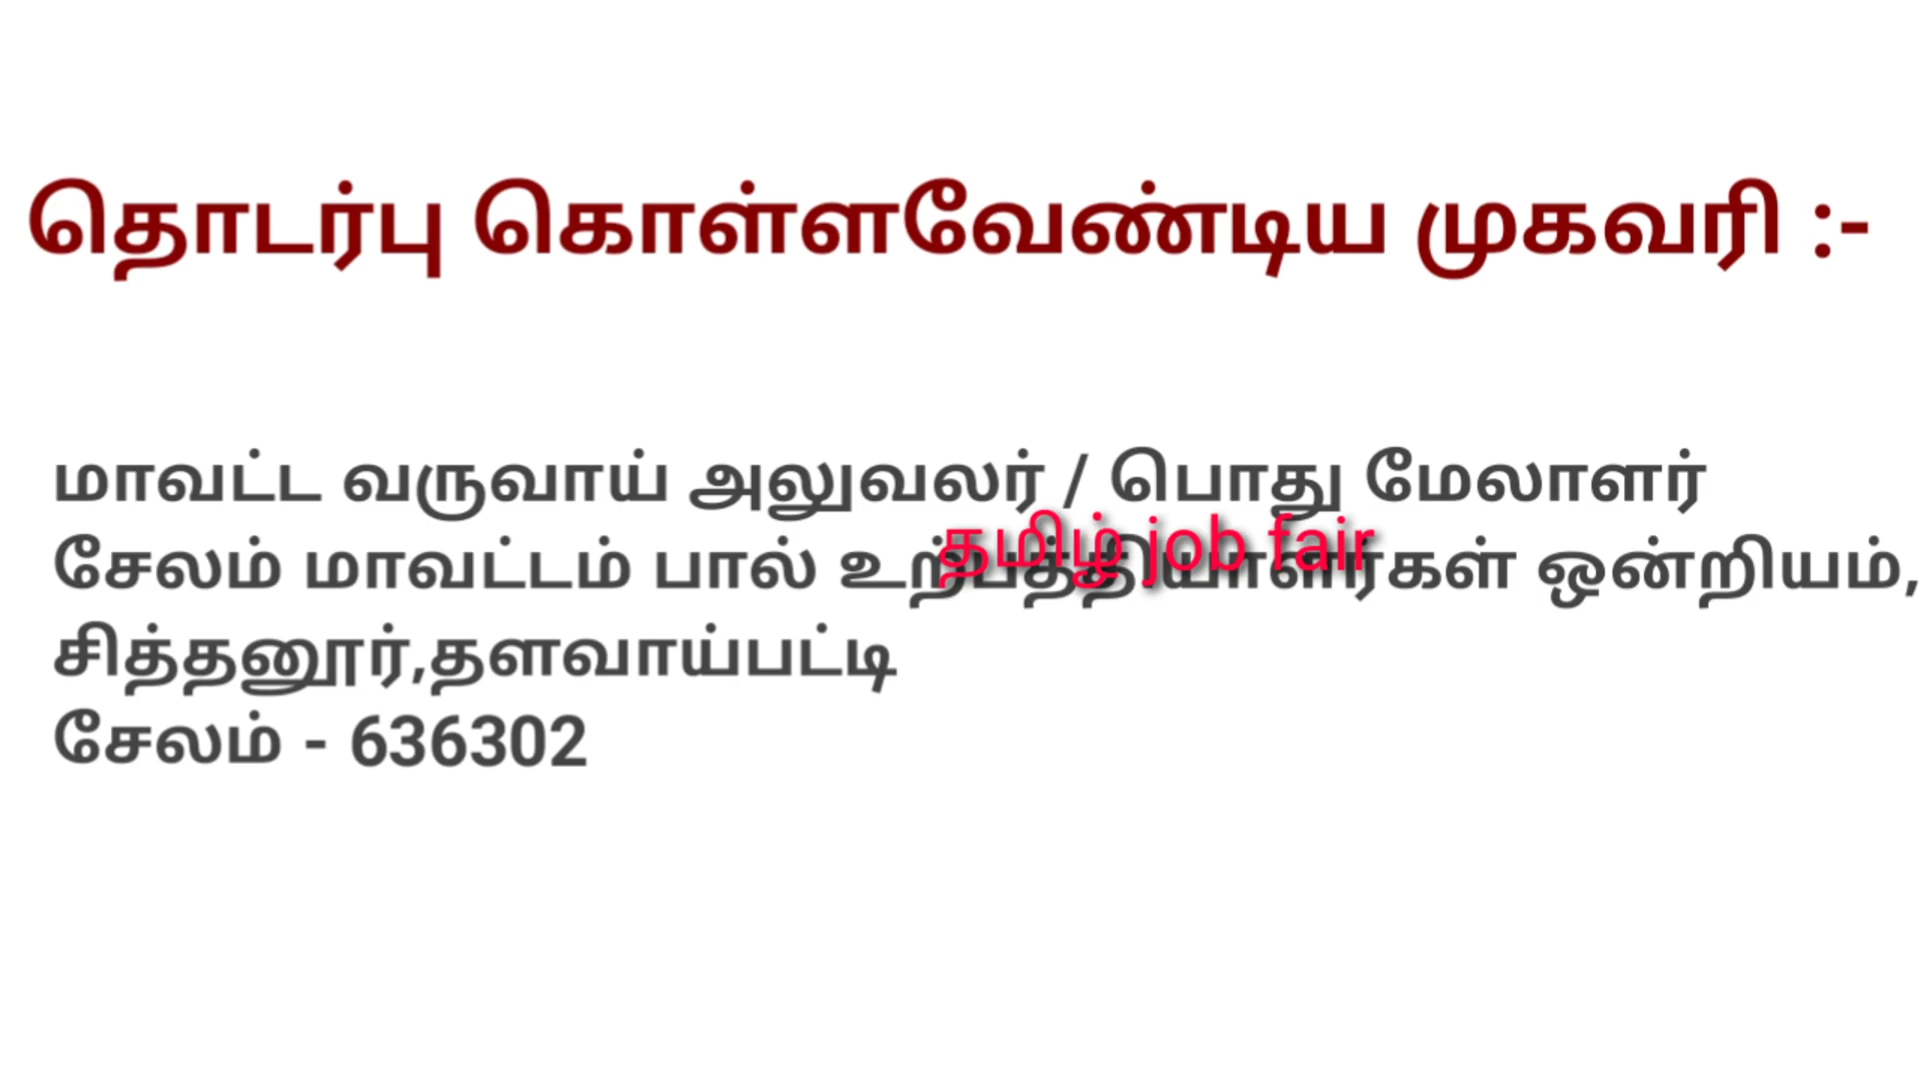 தொடர்பு கொள்ளவேண்டிய முகவரி :-
மாவட்ட வருவாய் அலுவலர் / பொது மேலாளர்
சேலம் மாவட்டம் பால் உற்பத்தியாளர்கள் ஒன்றியம்,
தமிழ் job fair
சித்தனூர்,தளவாய்பட்டி
சேலம் - 636302